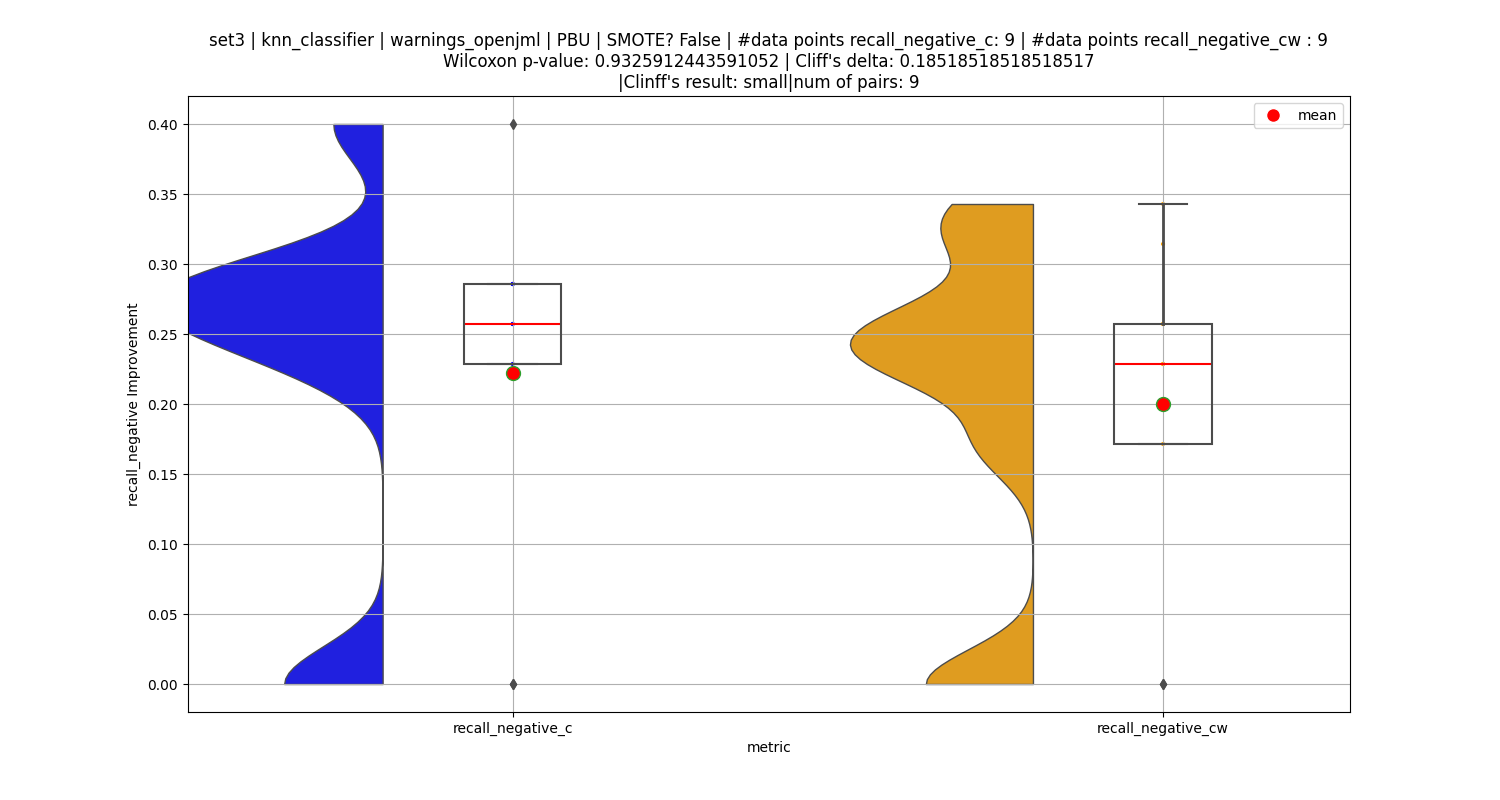 set3 | knn_classifier | warnings_openjml | PBU | SMOTE? False | #data points recall_negative_c: 9 | #data points recall_negative_cw : 9
Wilcoxon p-value: 0.9325912443591052 | Cliff's delta: 0.18518518518518517
|Clinff's result: small|num of pairs: 9
mean
0.40
0.35
0.30
0.25
0.20
0.15
0.10
0.05
0.00
recall_negative Improvement
recall_negative_c
recall_negative_cw
metric